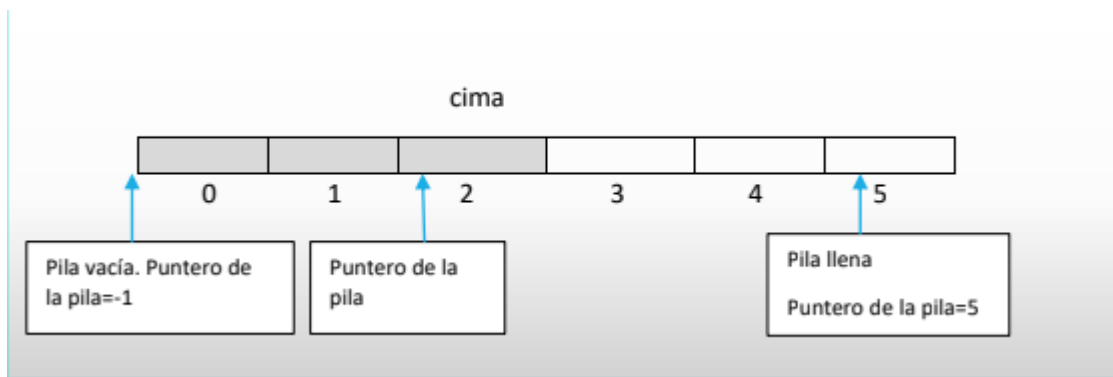 cima
0 1 2 3 4 5
Pila vacía. Puntero de
la pila=-1
Puntero de la
pila
Pila llena
Puntero de la pila=5